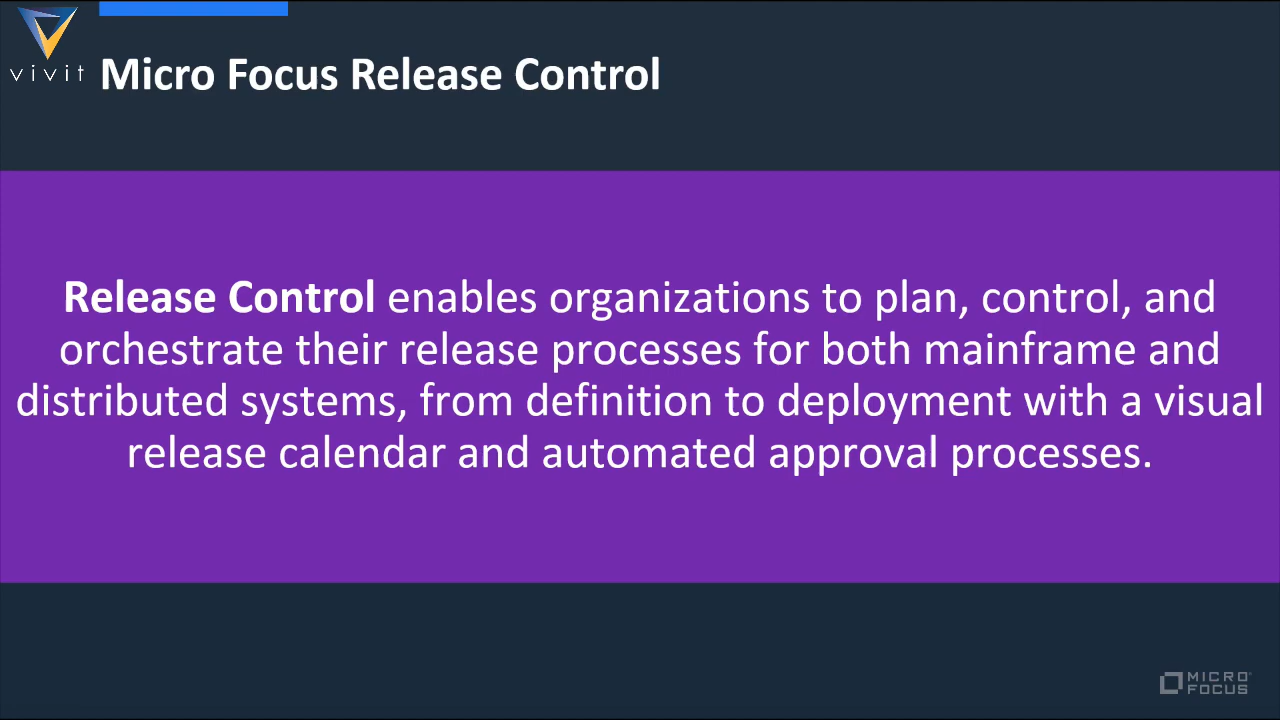 vivit
Micro Focus Release Control
Release Control enables organizations to plan, control, and
orchestrate their release processes for both mainframe and
distributed systems, from definition to deployment with a visual
release calendar and automated approval processes.
MICRO
FOCUS